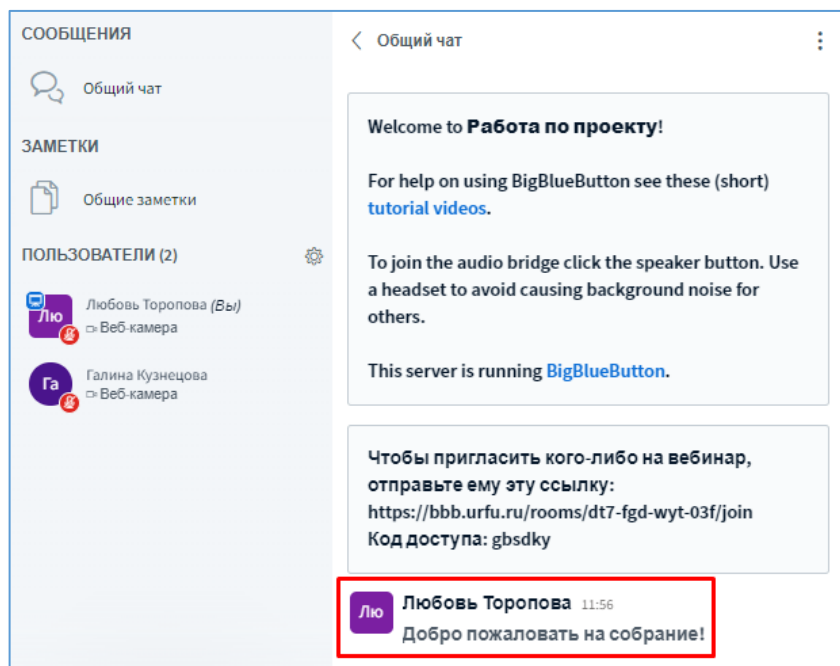 СООБЩЕНИЯ
Общий чат
ЗАМЕТКИ
Общие заметки
ПОЛЬЗОВАТЕЛИ (2)
Лю
Любовь Торопова (Вы)
Веб-камера
Га
Галина Кузнецова
Веб-камера
Общий чат
Welcome to Работа по проекту!
For help on using BigBlueButton see these (short)
tutorial videos.
To join the audio bridge click the speaker button. Use
a headset to avoid causing background noise for
others.
This server is running BigBlueButton.
Чтобы пригласить кого-либо на вебинар,
отправьте ему эту ссылку:
https://bbb.urfu.ru/rooms/dt7-fgd-wyt-03f/join
Код доступа: gbsdky
Лю
Любовь Торопова 11:56
Добро пожаловать на собрание!